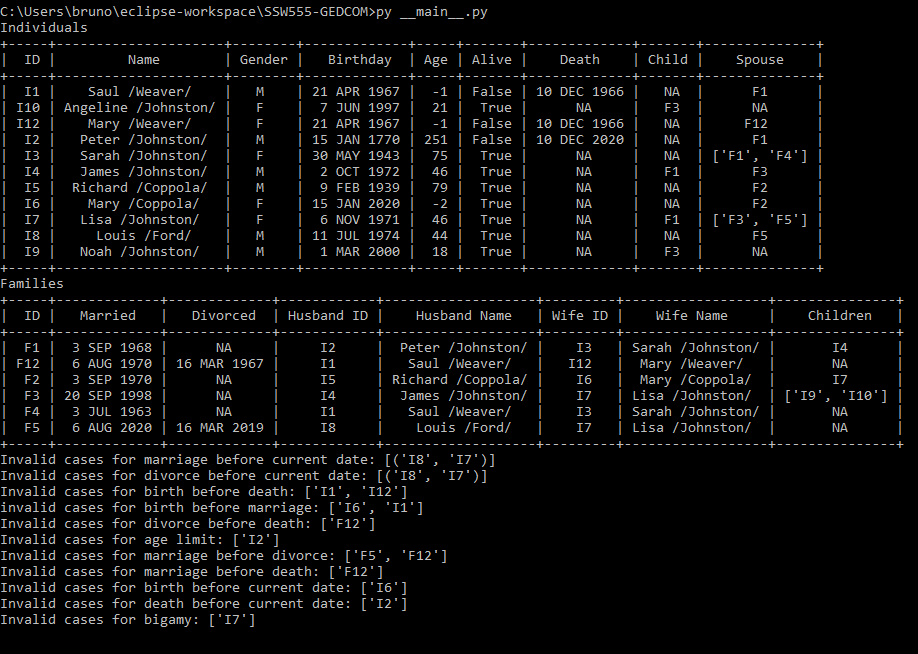 C:\Users\bruno\eclipse-workspace\SSW555-GEDCOM>py __main__.py
Individuals
+-----+---------------------+--------+-------------+-----+-------+-------------+-------+--------------+
|  ID |         Name        | Gender |   Birthday  | Age | Alive |    Death    | Child |    Spouse    |
+-----+---------------------+--------+-------------+-----+-------+-------------+-------+--------------+
|  I1 |    Saul /Weaver/    |   M    | 21 APR 1967 |  -1 | False | 10 DEC 1966 |   NA  |      F1      |
| I10 | Angeline /Johnston/ |   F    |  7 JUN 1997 |  21 |  True |      NA     |   F3  |      NA      |
| I12 |    Mary /Weaver/    |   F    | 21 APR 1967 |  -1 | False | 10 DEC 1966 |   NA  |     F12      |
|  I2 |   Peter /Johnston/  |   M    | 15 JAN 1770 | 251 | False | 10 DEC 2020 |   NA  |      F1      |
|  I3 |   Sarah /Johnston/  |   F    | 30 MAY 1943 |  75 |  True |      NA     |   NA  | ['F1', 'F4'] |
|  I4 |   James /Johnston/  |   M    |  2 OCT 1972 |  46 |  True |      NA     |   F1  |      F3      |
|  I5 |  Richard /Coppola/  |   M    |  9 FEB 1939 |  79 |  True |      NA     |   NA  |      F2      |
|  I6 |    Mary /Coppola/   |   F    | 15 JAN 2020 |  -2 |  True |      NA     |   NA  |      F2      |
|  I7 |   Lisa /Johnston/   |   F    |  6 NOV 1971 |  46 |  True |      NA     |   F1  | ['F3', 'F5'] |
|  I8 |     Louis /Ford/    |   M    | 11 JUL 1974 |  44 |  True |      NA     |   NA  |      F5      |
|  I9 |   Noah /Johnston/   |   M    |  1 MAR 2000 |  18 |  True |      NA     |   F3  |      NA      |
+-----+---------------------+--------+-------------+-----+-------+-------------+-------+--------------+
Families
+-----+-------------+-------------+------------+-------------------+---------+------------------+---------------+
|  ID |   Married   |   Divorced  | Husband ID |    Husband Name   | Wife ID |    Wife Name     |    Children   |
+-----+-------------+-------------+------------+-------------------+---------+------------------+---------------+
|  F1 |  3 SEP 1968 |      NA     |     I2     |  Peter /Johnston/ |    I3   | Sarah /Johnston/ |       I4      |
| F12 |  6 AUG 1970 | 16 MAR 1967 |     I1     |   Saul /Weaver/   |   I12   |  Mary /Weaver/   |       NA      |
|  F2 |  3 SEP 1970 |      NA     |     I5     | Richard /Coppola/ |    I6   |  Mary /Coppola/  |       I7      |
|  F3 | 20 SEP 1998 |      NA     |     I4     |  James /Johnston/ |    I7   | Lisa /Johnston/  | ['I9', 'I10'] |
|  F4 |  3 JUL 1963 |      NA     |     I1     |   Saul /Weaver/   |    I3   | Sarah /Johnston/ |       NA      |
|  F5 |  6 AUG 2020 | 16 MAR 2019 |     I8     |    Louis /Ford/   |    I7   | Lisa /Johnston/  |       NA      |
+-----+-------------+-------------+------------+-------------------+---------+------------------+---------------+
Invalid cases for marriage before current date: [('I8', 'I7')]
Invalid cases for divorce before current date: [('I8', 'I7')]
Invalid cases for birth before death: ['I1', 'I12']
invalid cases for birth before marriage: ['I6', 'I1']
Invalid cases for divorce before death: ['F12']
Invalid cases for age limit: ['I2']
Invalid cases for marriage before divorce: ['F5', 'F12']
Invalid cases for marriage before death: ['F12']
Invalid cases for birth before current date: ['I6']
Invalid cases for death before current date: ['I2']
Invalid cases for bigamy: ['I7']